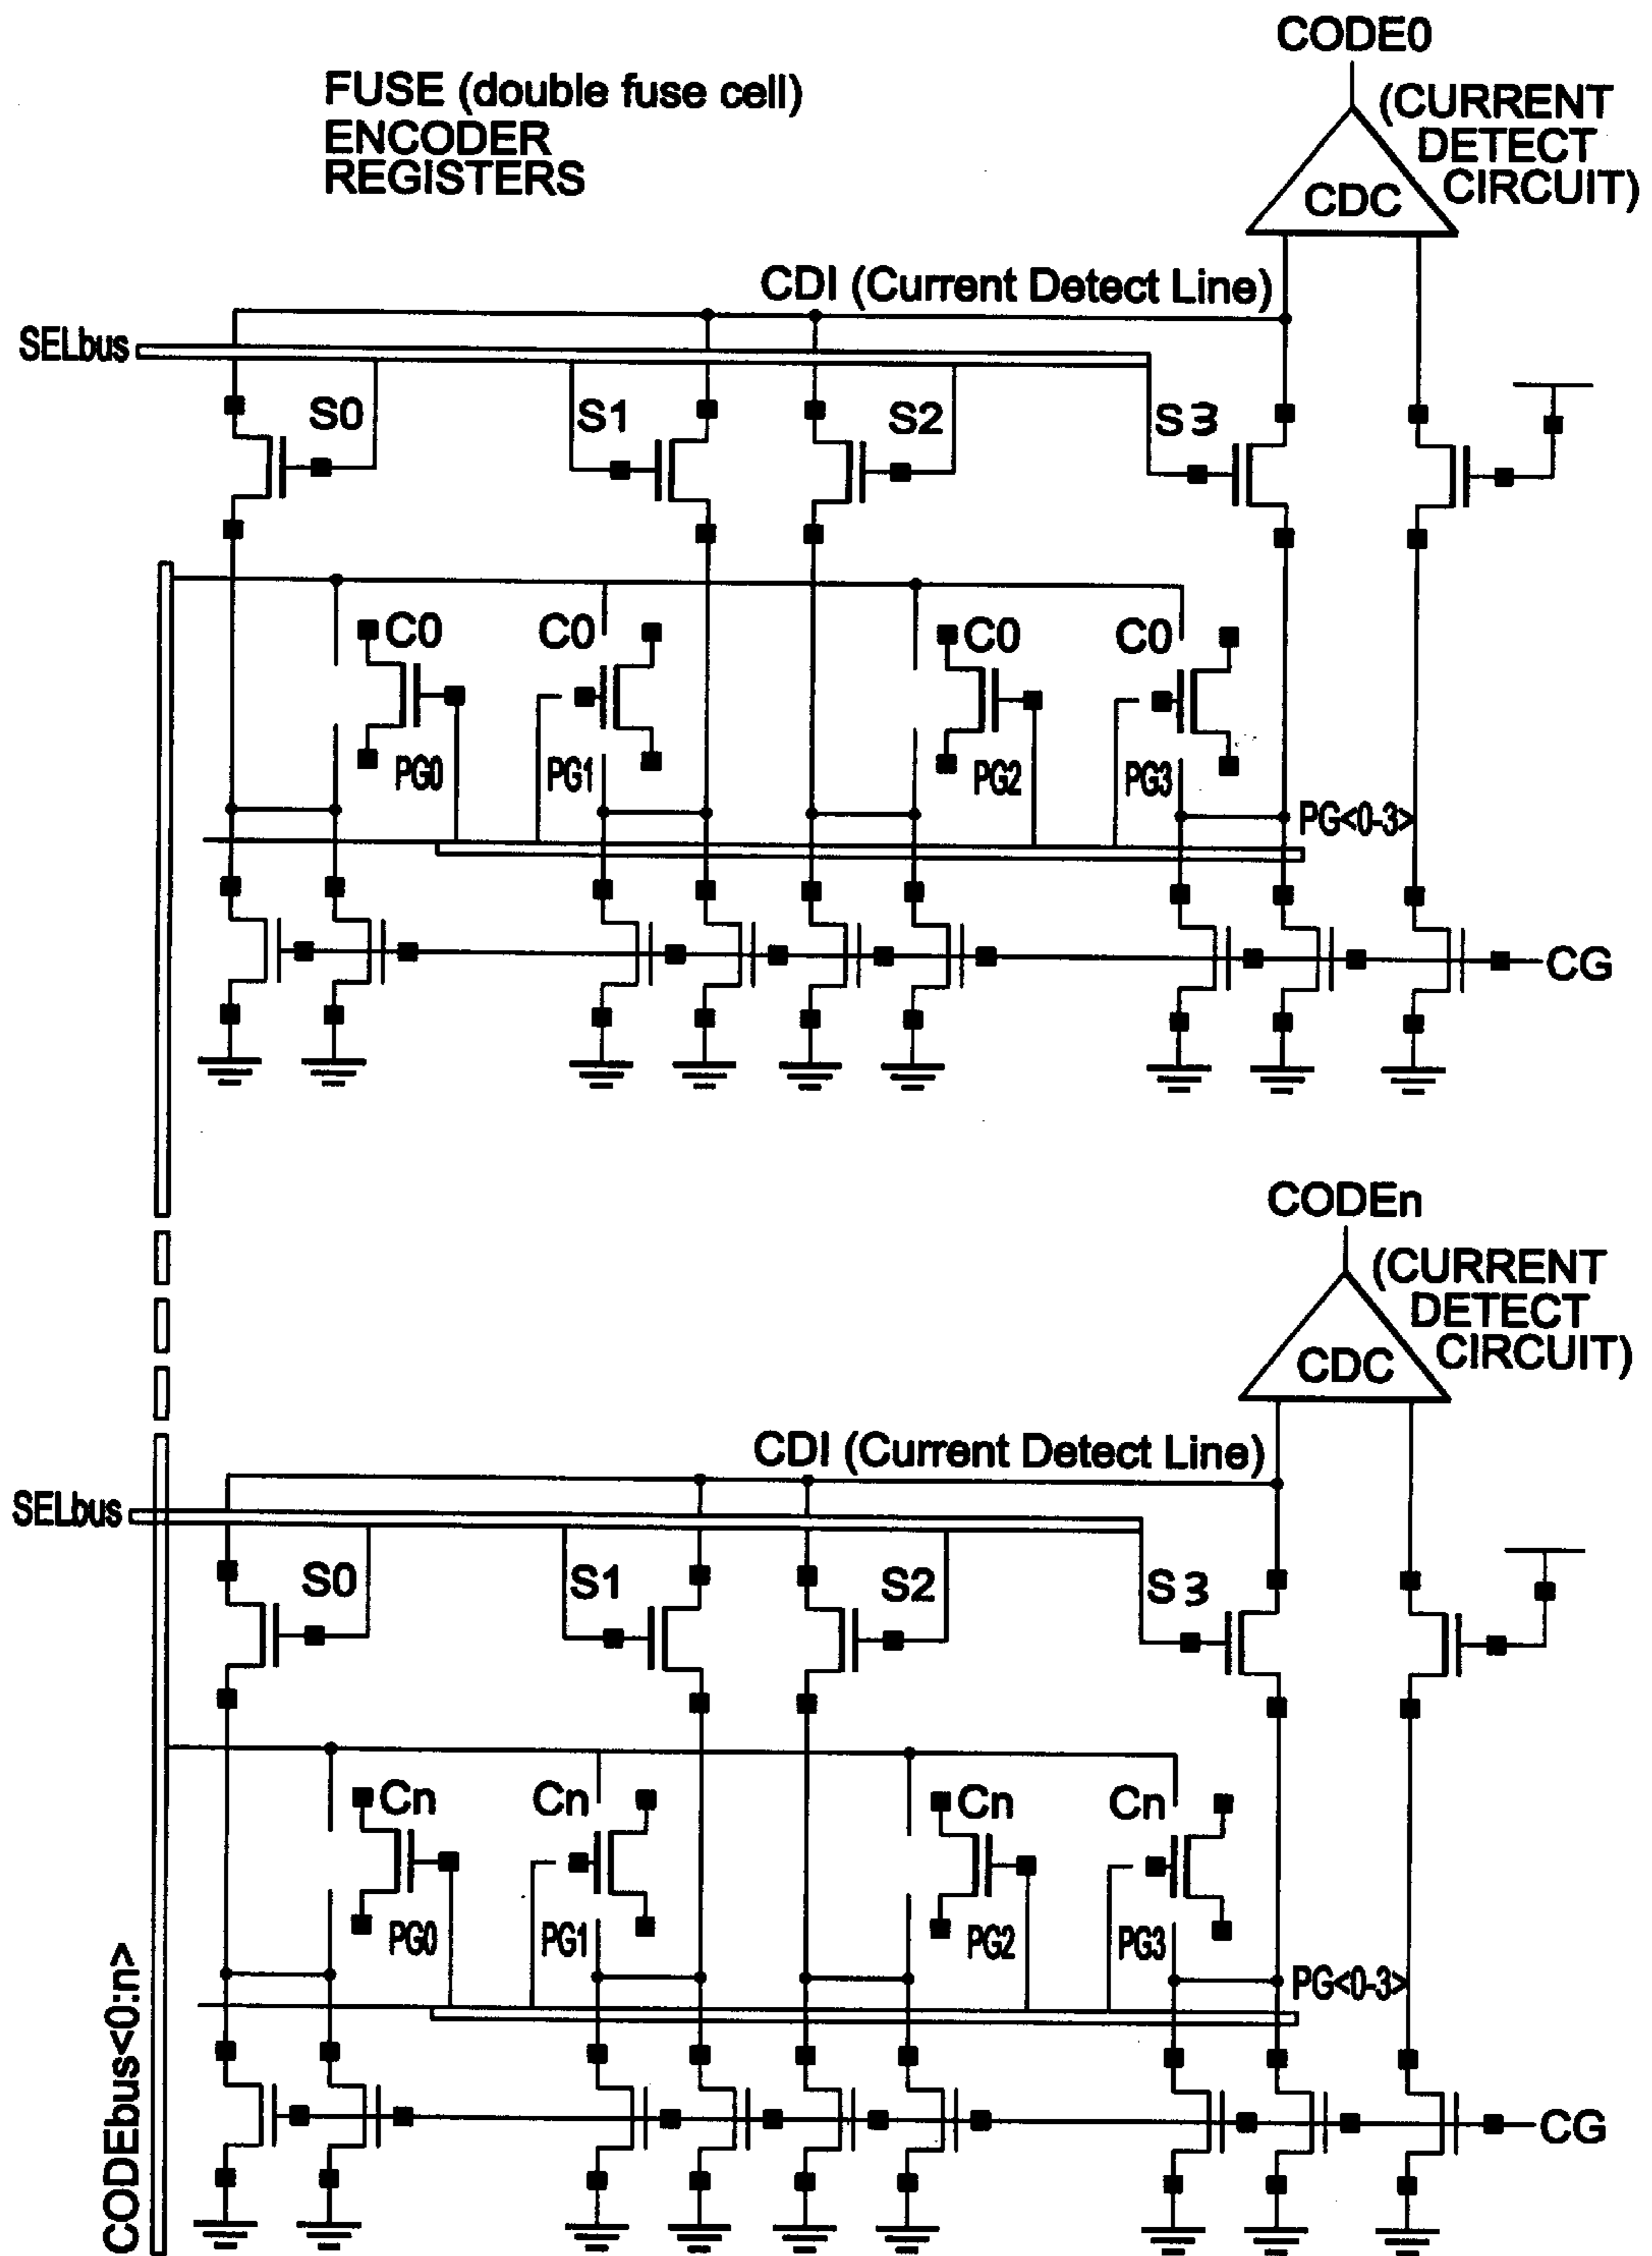 CODE0
FUSE (double fuse cell)
ENCODER
REGISTERS
(CURRENT
DETECT
CIRCUIT)
CDC
CDI (Current Detect Line)
SELbus
S0
S1
S2
S3
C0
C0
C0
C0
PG0
PG1
PG2
PG3
PG<0-3>
CG
CODEn
(CURRENT
DETECT
CIRCUIT)
CDC
CDI (Current Detect Line)
SELbus
S0
S1
S2
S3
Cn
Cn
Cn
Cn
PG0
PG1
PG2
PG3
PG<0-3>
CG
CODEbus<0:n>